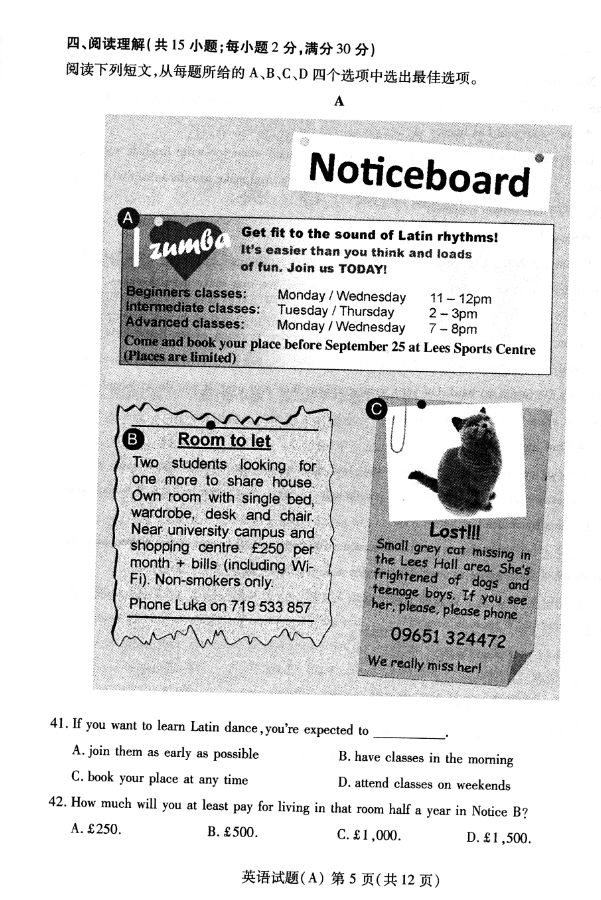 四、阅读理解(共15小题;每小题2分,满分30分)
阅读下列短文,从每题所给的A、B、C、D四个选项中选出最佳选项。
A
Noticeboard
A
zumba
Get fit to the sound of Latin rhythms!
It's easier than you think and loads
of fun. Join us TODAY!
Beginners classes: Monday / Wednesday 11 – 12pm
Intermediate classes: Tuesday / Thursday 2 – 3pm
Advanced classes: Monday / Wednesday 7 – 8pm
Come and book your place before September 25 at Lees Sports Centre
(Places are limited)
B
Room to let
Two students looking for
one more to share house.
Own room with single bed,
wardrobe, desk and chair.
Near university campus and
shopping centre. £250 per
month + bills (including Wi-
Fi). Non-smokers only.
Phone Luka on 719 533 857
C
Lost!!!
Small grey cat missing in
the Lees Hall area. She's
frightened of dogs and
teenage boys. If you see
her, please, please phone
09651 324472
We really miss her!
41. If you want to learn Latin dance, you're expected to ________.
A. join them as early as possible B. have classes in the morning
C. book your place at any time D. attend classes on weekends
42. How much will you at least pay for living in that room half a year in Notice B?
A. £250. B. £500. C. £1,000. D. £1,500.
英语试题(A) 第5页(共12页)